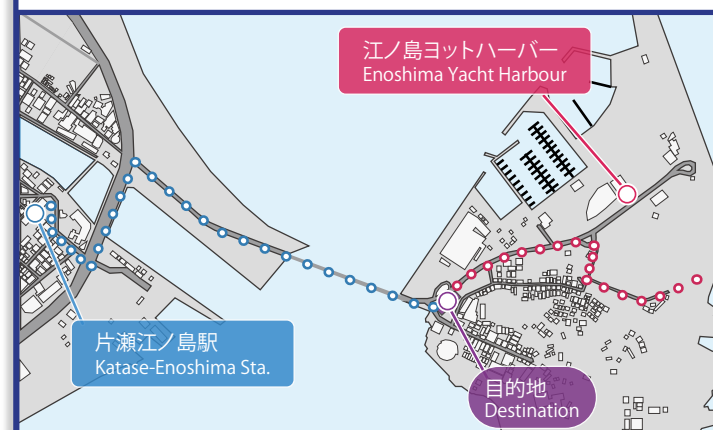 江ノ島ヨットハーバー
Enoshima Yacht Harbour
片瀬江ノ島駅
Katase-Enoshima Sta.
目的地
Destination